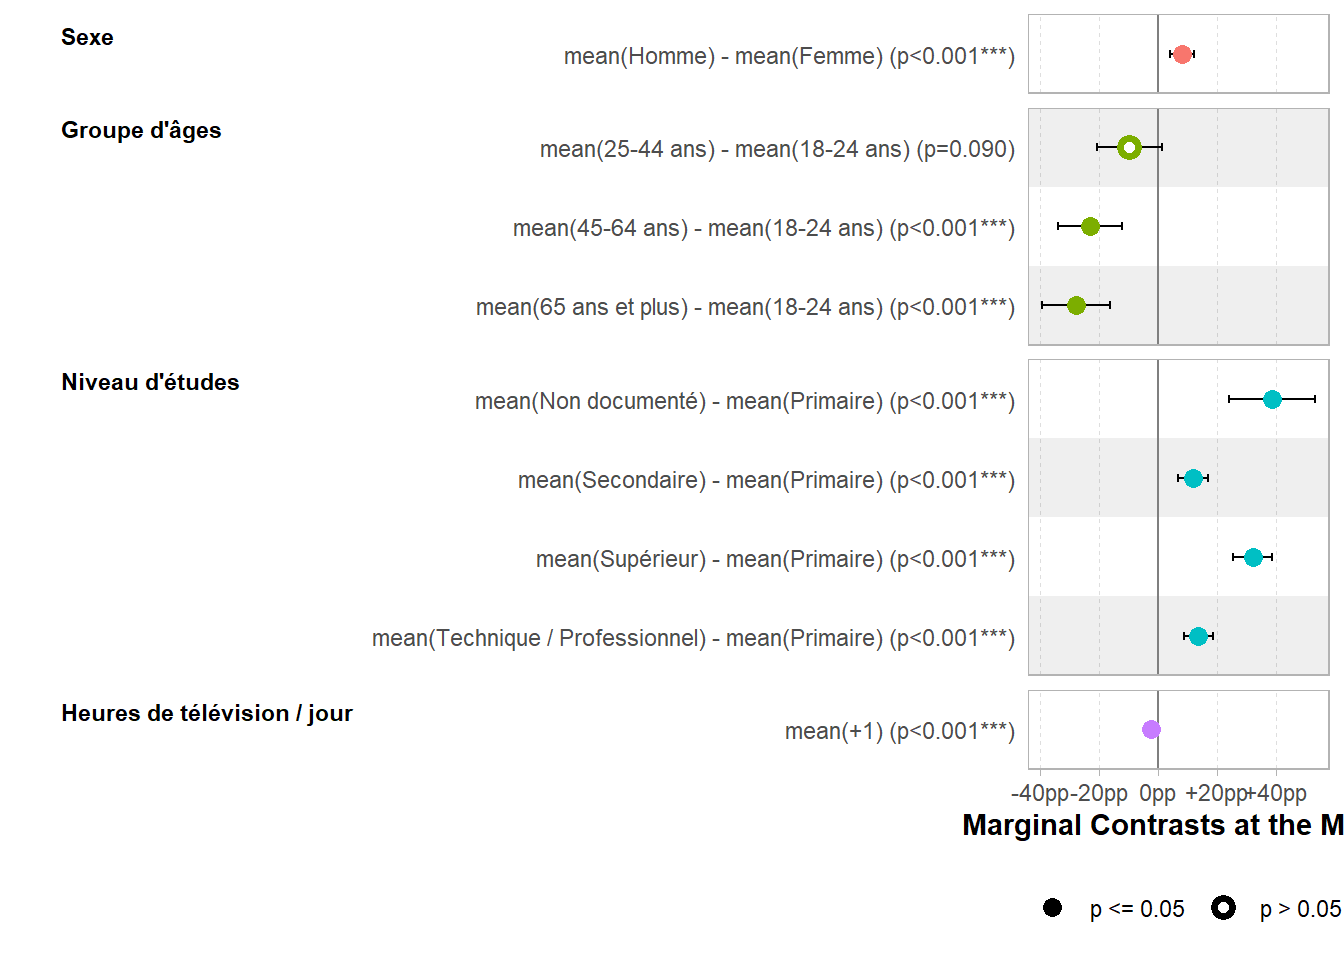 Sexe
mean(Homme) - mean(Femme) (p<0.001***)
Groupe d'âges
mean(25-44 ans) - mean(18-24 ans) (p=0.090)
mean(45-64 ans) - mean(18-24 ans) (p<0.001***)
mean(65 ans et plus) - mean(18-24 ans) (p<0.001***)
Niveau d'études
mean(Non documenté) - mean(Primaire) (p<0.001***)
mean(Secondaire) - mean(Primaire) (p<0.001***)
mean(Supérieur) - mean(Primaire) (p<0.001***)
mean(Technique / Professionnel) - mean(Primaire) (p<0.001***)
Heures de télévision / jour
mean(+1) (p<0.001***)
-40pp -20pp 0pp +20pp +40pp
Marginal Contrasts at the M
p <= 0.05 p > 0.05